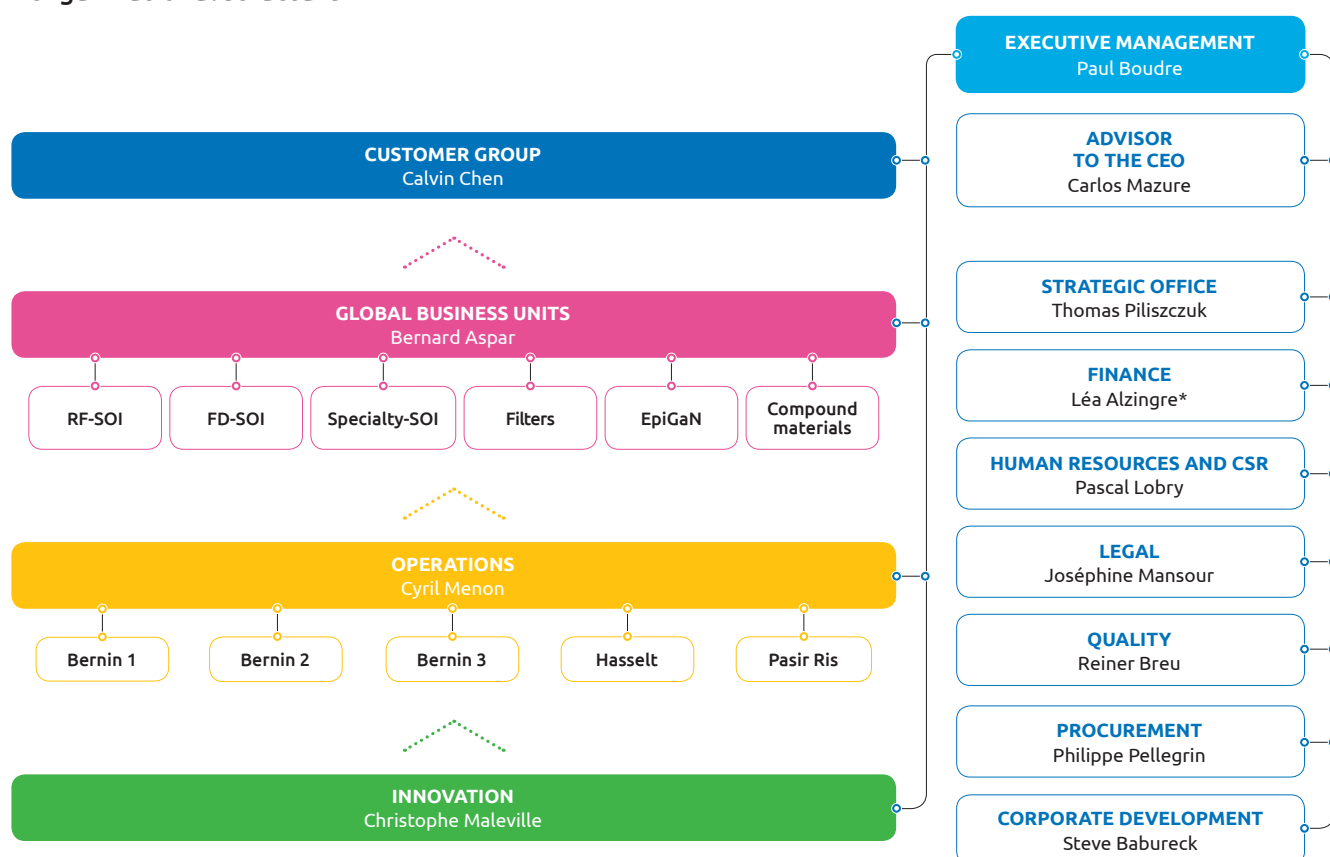 EXECUTIVE MANAGEMENT
Paul Boudre
CUSTOMER GROUP
Calvin Chen
GLOBAL BUSINESS UNITS
Bernard Aspar
RF-SOI
FD-SOI
Specialty-SOI
Filters
EpiGaN
Compound
materials
OPERATIONS
Cyril Menon
Bernin 1
Bernin 2
Bernin 3
Hasselt
Pasir Ris
INNOVATION
Christophe Maleville
ADVISOR
TO THE CEO
Carlos Mazure
STRATEGIC OFFICE
Thomas Piliszczuk
FINANCE
Léa Alzingre*
HUMAN RESOURCES AND CSR
Pascal Lobry
LEGAL
Joséphine Mansour
QUALITY
Reiner Breu
PROCUREMENT
Philippe Pellegrin
CORPORATE DEVELOPMENT
Steve Babureck